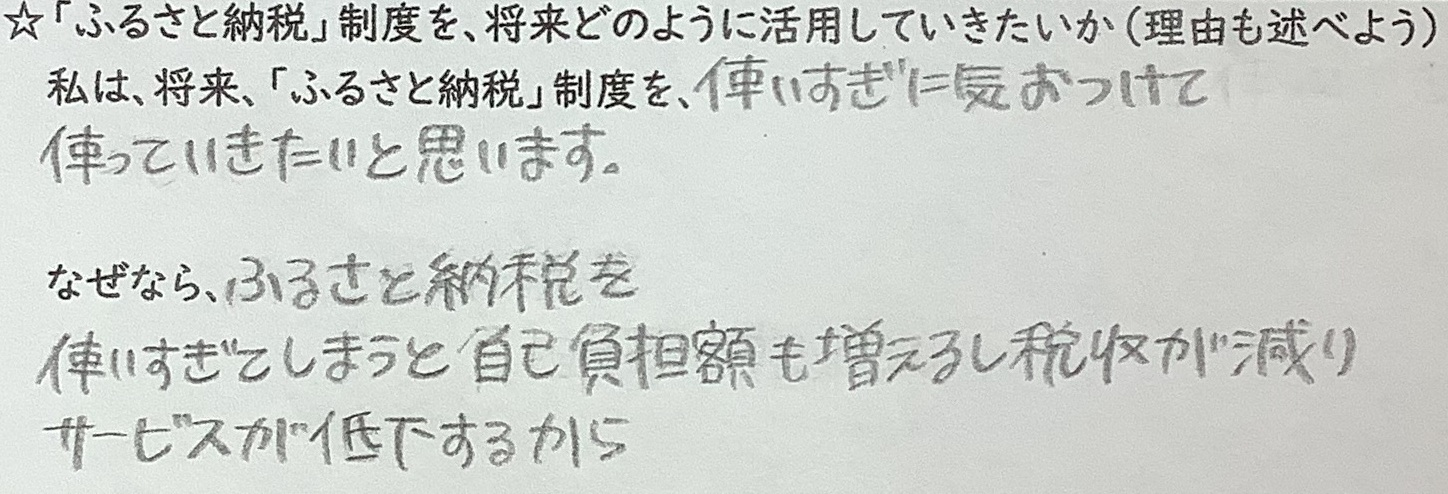 ☆「ふるさと納税」制度を、将来どのように活用していきたいか（理由も述べよう）
私は、将来、「ふるさと納税」制度を、使いすぎに気おつけて
使っていきたいと思います。
なぜなら、ふるさと納税を
使いすぎてしまうと自己負担額も増えるし税収が減り
サービスが低下するから